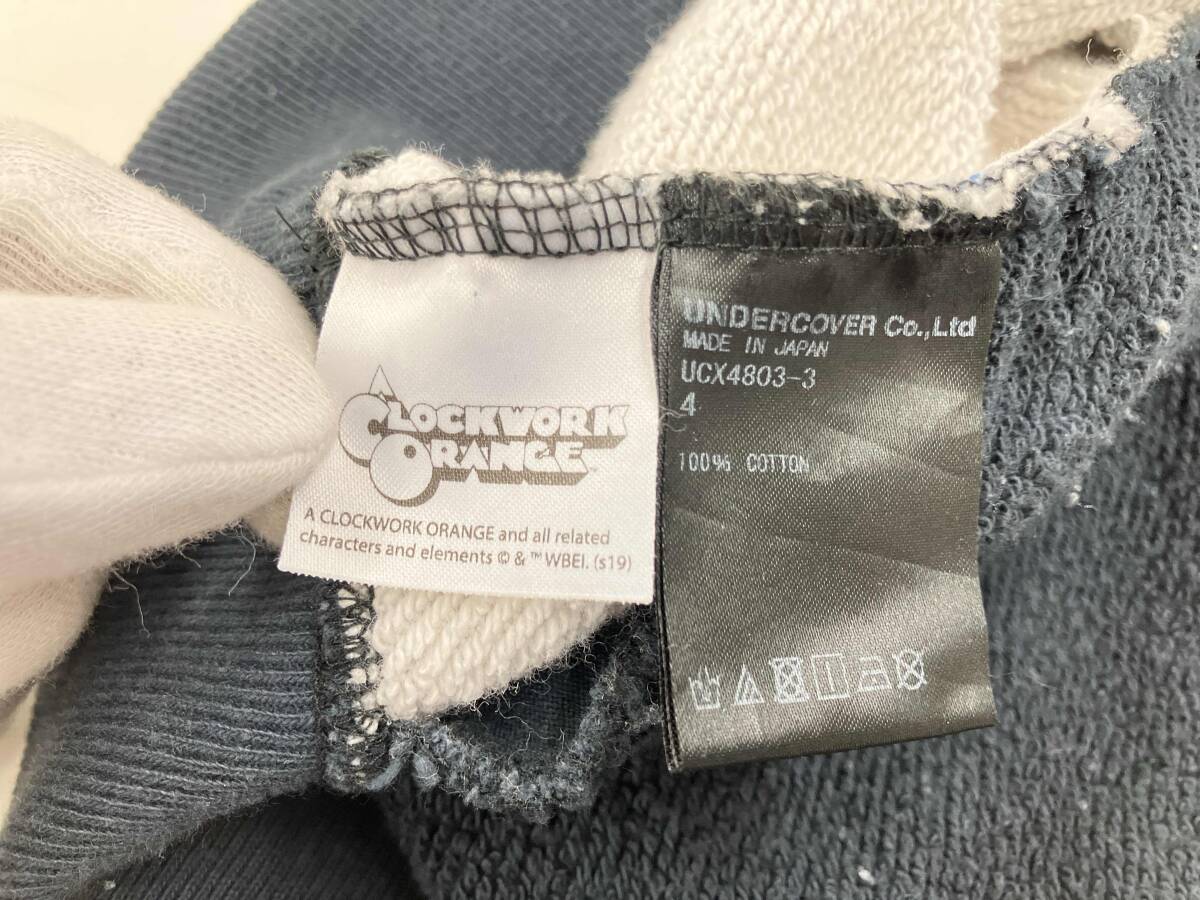 A
CLOCKWORK
ORANGE™
A CLOCKWORK ORANGE and all related
characters and elements © & ™ WBEI. (s19)
UNDERCOVER Co.,Ltd
MADE IN JAPAN
UCX4803-3
4
100% COTTON